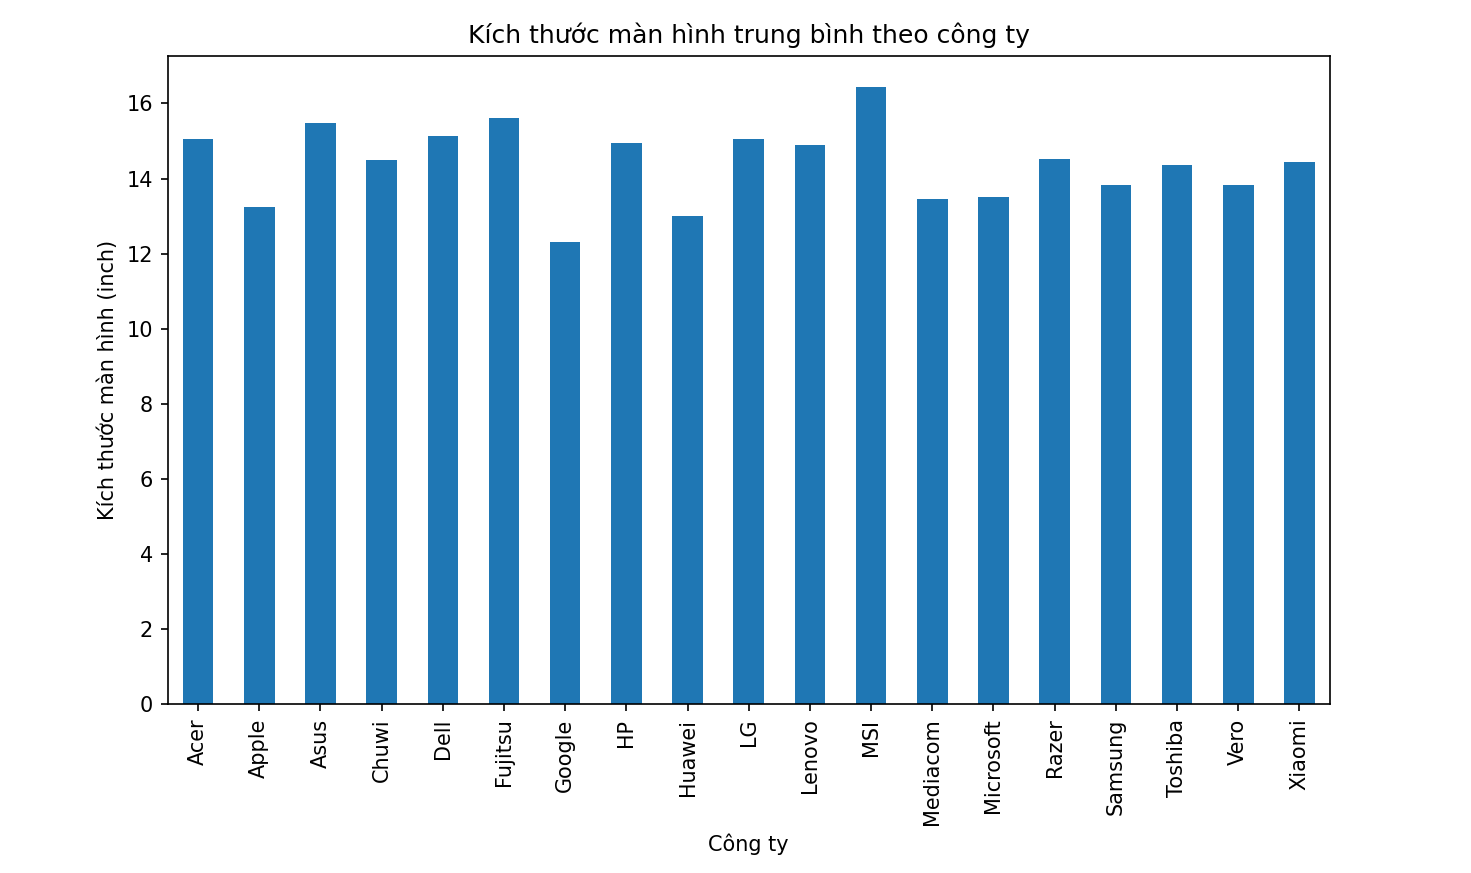 Kích thước màn hình trung bình theo công ty
Kích thước màn hình (inch)
16
14
12
10
8
6
4
2
0
Acer
Apple
Asus
Chuwi
Dell
Fujitsu
Google
HP
Huawei
LG
Lenovo
MSI
Mediacom
Microsoft
Razer
Samsung
Toshiba
Vero
Xiaomi
Công ty